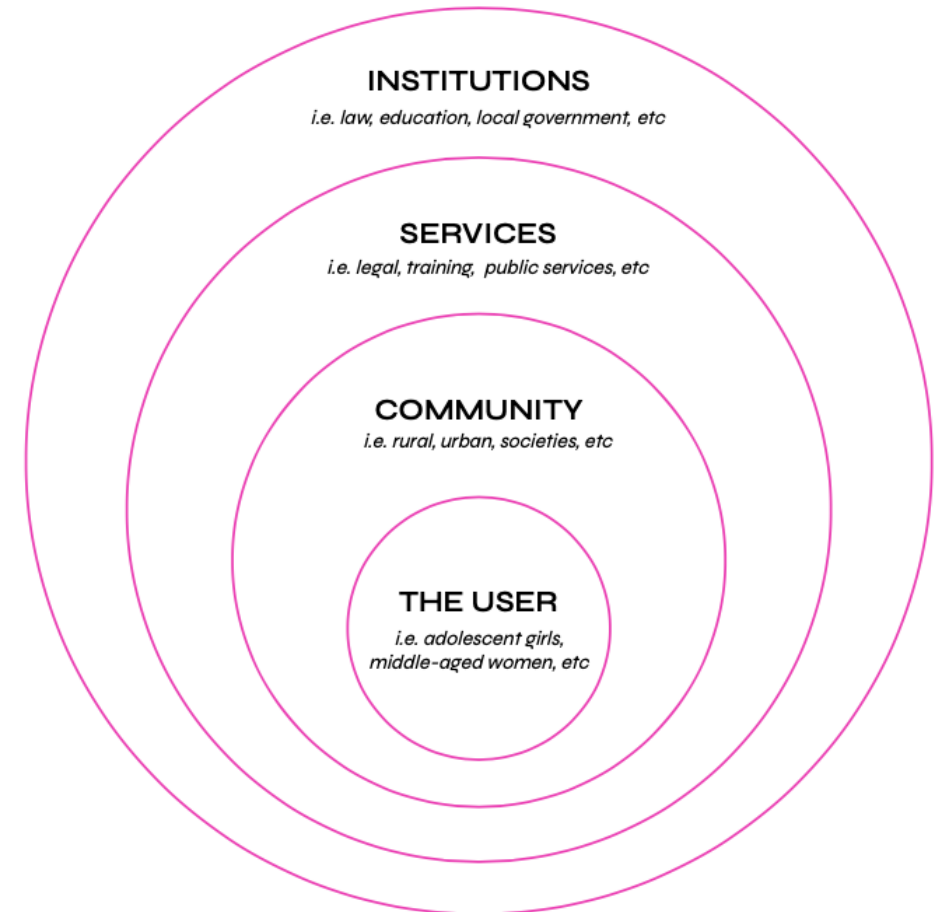 INSTITUTIONS
i.e. law, education, local government, etc
SERVICES
i.e. legal, training, public services, etc
COMMUNITY
i.e. rural, urban, societies, etc
THE USER
i.e. adolescent girls,
middle-aged women, etc